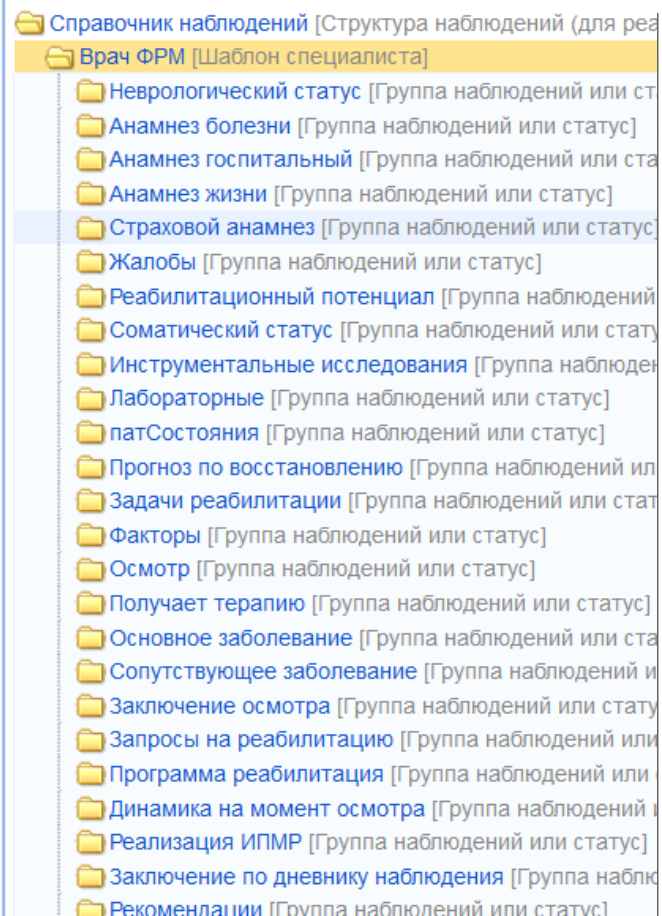 Справочник наблюдений [Структура наблюдений (для реа
Врач ФРМ [Шаблон специалиста]
Неврологический статус [Группа наблюдений или ст
Анамнез болезни [Группа наблюдений или статус]
Анамнез госпитальный [Группа наблюдений или ста
Анамнез жизни [Группа наблюдений или статус]
Страховой анамнез [Группа наблюдений или статус]
Жалобы [Группа наблюдений или статус]
Реабилитационный потенциал [Группа наблюдений
Соматический статус [Группа наблюдений или стату
Инструментальные исследования [Группа наблюден
Лабораторные [Группа наблюдений или статус]
патСостояния [Группа наблюдений или статус]
Прогноз по восстановлению [Группа наблюдений ил
Задачи реабилитации [Группа наблюдений или стат
Факторы [Группа наблюдений или статус]
Осмотр [Группа наблюдений или статус]
Получает терапию [Группа наблюдений или статус]
Основное заболевание [Группа наблюдений или ста
Сопутствующее заболевание [Группа наблюдений и
Заключение осмотра [Группа наблюдений или стату
Запросы на реабилитацию [Группа наблюдений или
Программа реабилитация [Группа наблюдений или
Динамика на момент осмотра [Группа наблюдений
Реализация ИПМР [Группа наблюдений или статус]
Заключение по дневнику наблюдения [Группа наблю
Рекомендации [Группа наблюдений или статус]